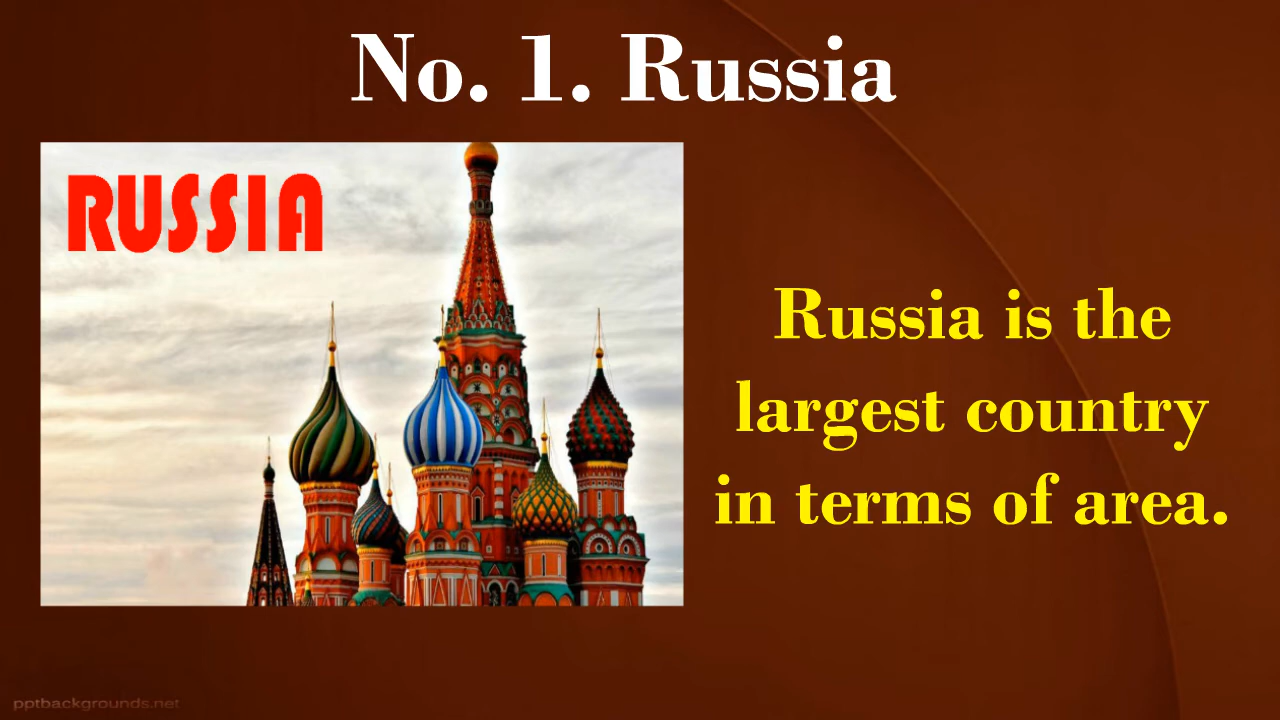 No. 1. Russia
RUSSIA
Russia is the
largest country
in terms of area.
pptbackgrounds.net